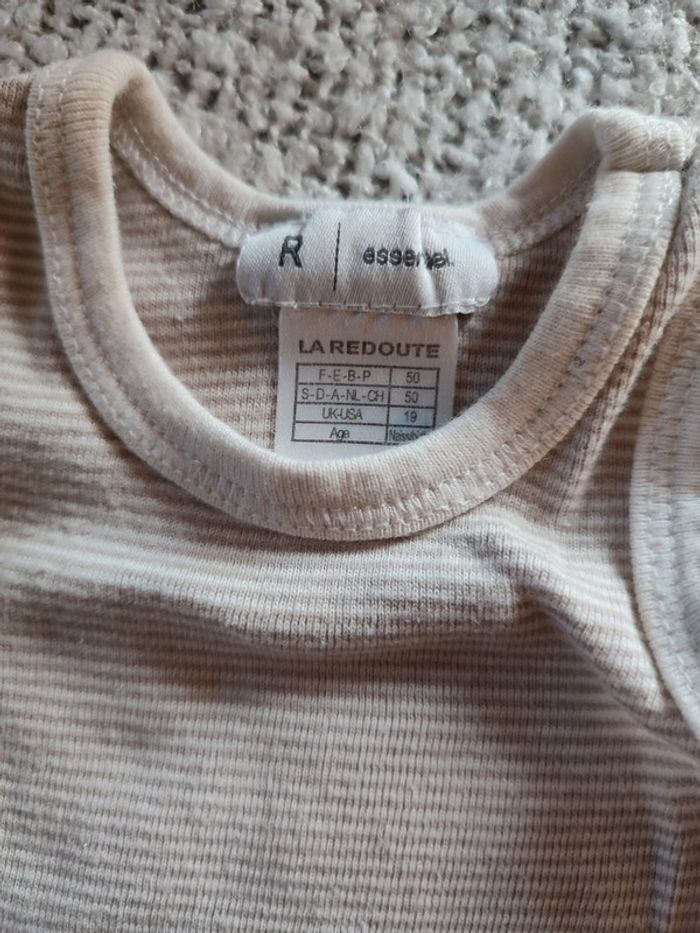 R | essentiel.
LA REDOUTE
F-E-B-P 50
S-D-A-NL-CH 50
UK-USA 19
Age